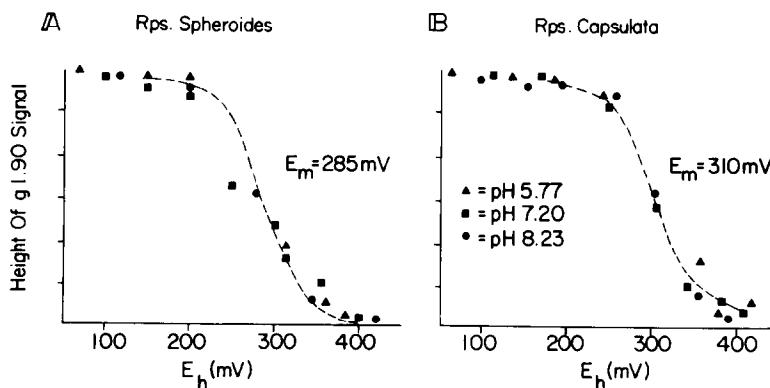 A Rps. Spheroides
B Rps. Capsulata
Height Of g 1.90 Signal
Em=285mV
Em=310mV
▲ = pH 5.77
■ = pH 7.20
● = pH 8.23
100 200 300 400
Eh(mV)
100 200 300 400
Eh(mV)